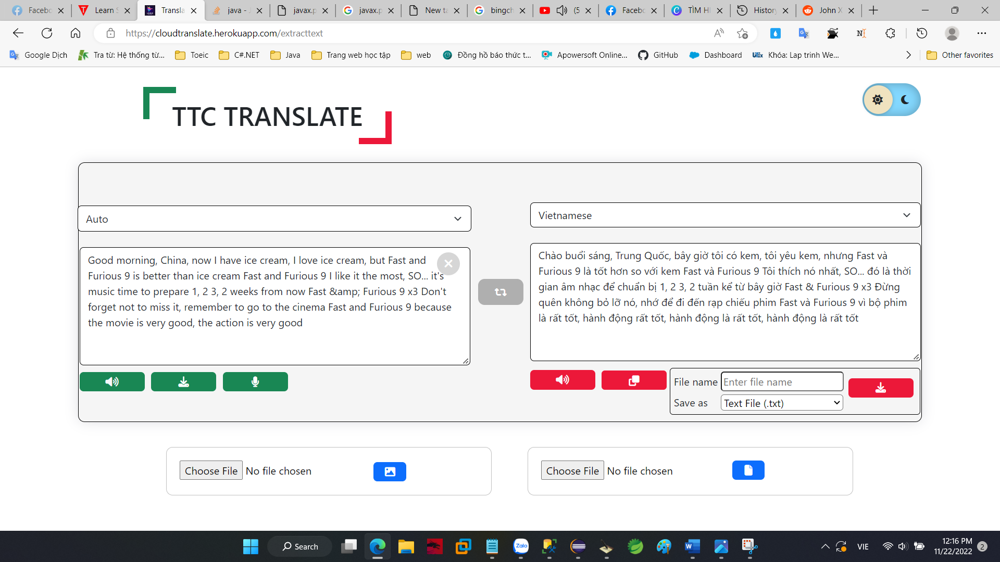 Facebo
Learn S
Transla
java - J
javax.p
javax.p
New ta
bingch
(5
Facebo
TÌM HI
History
John X
https://cloudtranslate.herokuapp.com/extracttext
Google Dịch
Tra từ: Hệ thống từ...
Toeic
C#.NET
Java
Trang web học tập
web
Đồng hồ báo thức t...
Apowersoft Online...
GitHub
Dashboard
Khóa: Lap trinh We...
Other favorites
TTC TRANSLATE
Auto
Vietnamese
Good morning, China, now I have ice cream, I love ice cream, but Fast and
Furious 9 is better than ice cream Fast and Furious 9 I like it the most, SO... it's
music time to prepare 1, 2 3, 2 weeks from now Fast &amp; Furious 9 x3 Don't
forget not to miss it, remember to go to the cinema Fast and Furious 9 because
the movie is very good, the action is very good
Chào buổi sáng, Trung Quốc, bây giờ tôi có kem, tôi yêu kem, nhưng Fast và
Furious 9 là tốt hơn so với kem Fast và Furious 9 Tôi thích nó nhất, SO... đó là thời
gian âm nhạc để chuẩn bị 1, 2 3, 2 tuần kể từ bây giờ Fast & Furious 9 x3 Đừng
quên không bỏ lỡ nó, nhớ để đi đến rạp chiếu phim Fast và Furious 9 vì bộ phim
là rất tốt, hành động rất tốt, hành động là rất tốt, hành động là rất tốt
File name
Enter file name
Save as
Text File (.txt)
Choose File No file chosen
Choose File No file chosen
Search
Zalo
VIE
12:16 PM
11/22/2022
2